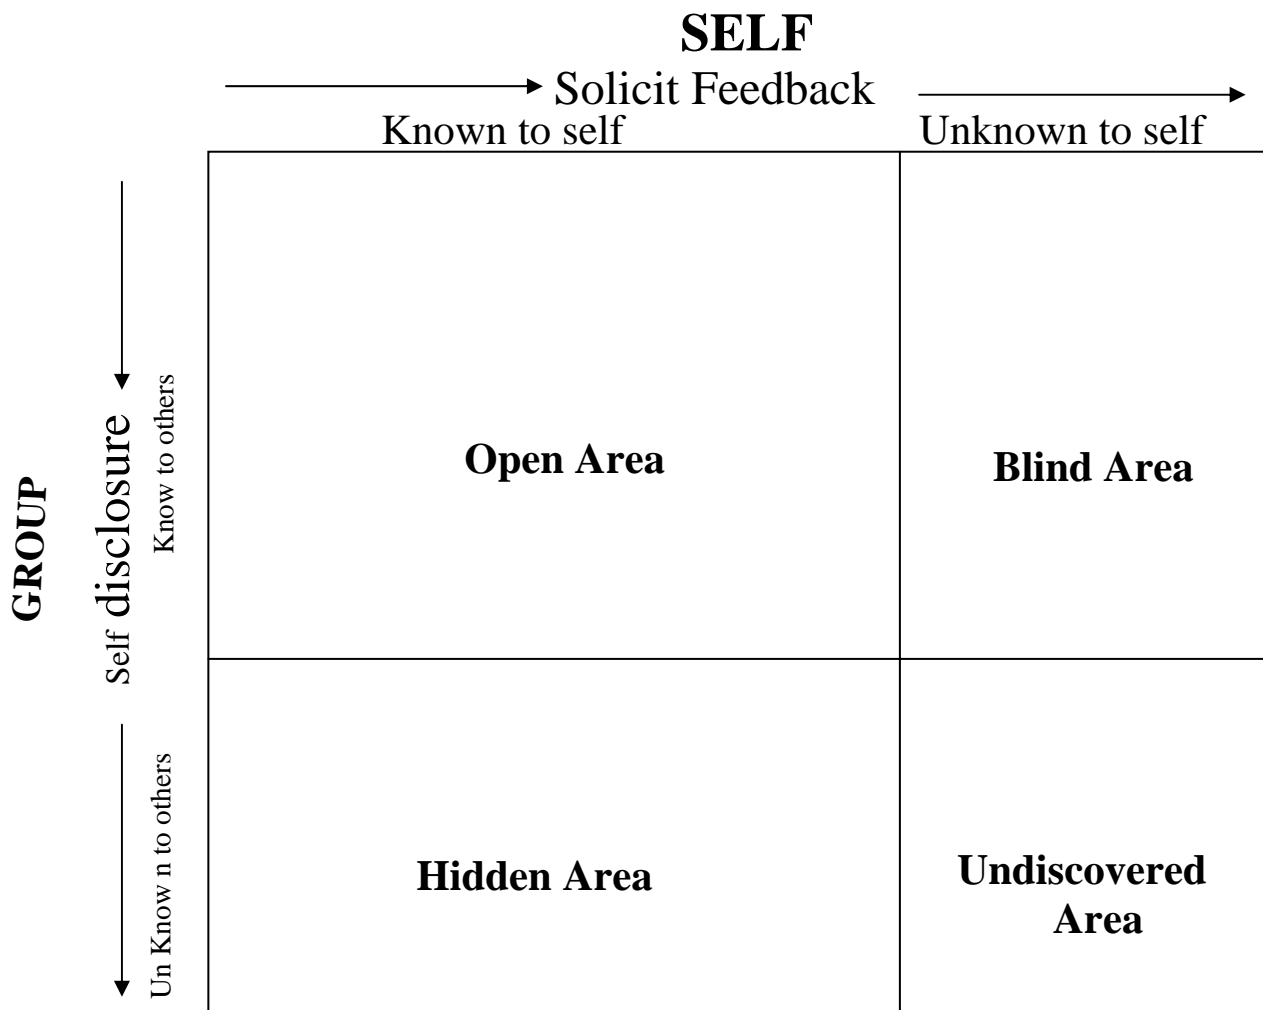 SELF
Solicit Feedback
Known to self
Unknown to self
GROUP
Self disclosure
Know to others
Un Know n to others
Open Area
Blind Area
Hidden Area
Undiscovered
Area